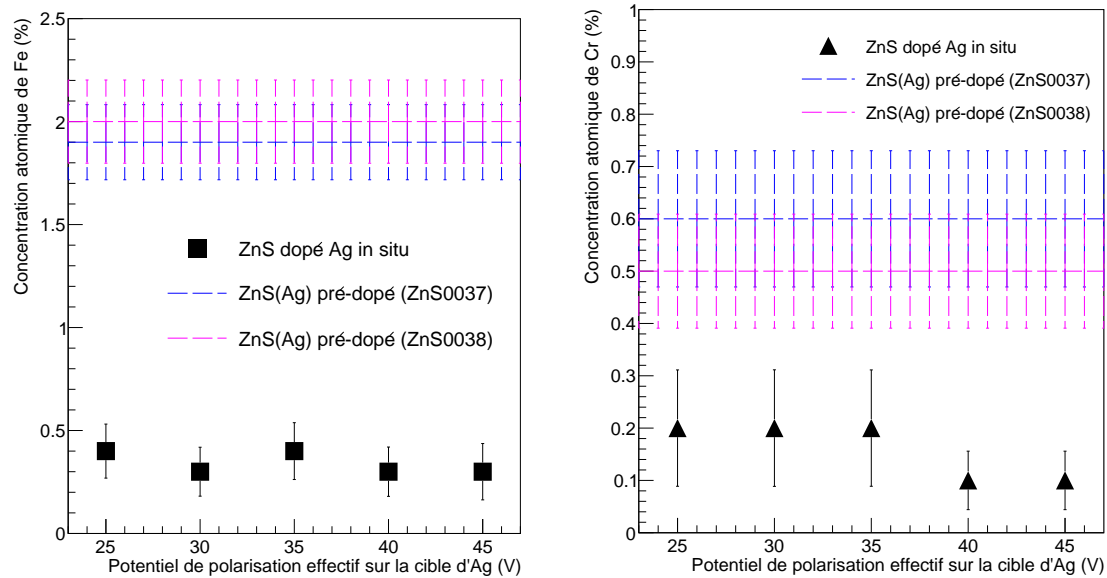 Concentration atomique de Fe (%)
2.5
2
1.5
1
0.5
0
ZnS dopé Ag in situ
ZnS(Ag) pré-dopé (ZnS0037)
ZnS(Ag) pré-dopé (ZnS0038)
25 30 35 40 45
Potentiel de polarisation effectif sur la cible d'Ag (V)
Concentration atomique de Cr (%)
1
0.9
0.8
0.7
0.6
0.5
0.4
0.3
0.2
0.1
0
ZnS dopé Ag in situ
ZnS(Ag) pré-dopé (ZnS0037)
ZnS(Ag) pré-dopé (ZnS0038)
25 30 35 40 45
Potentiel de polarisation effectif sur la cible d'Ag (V)